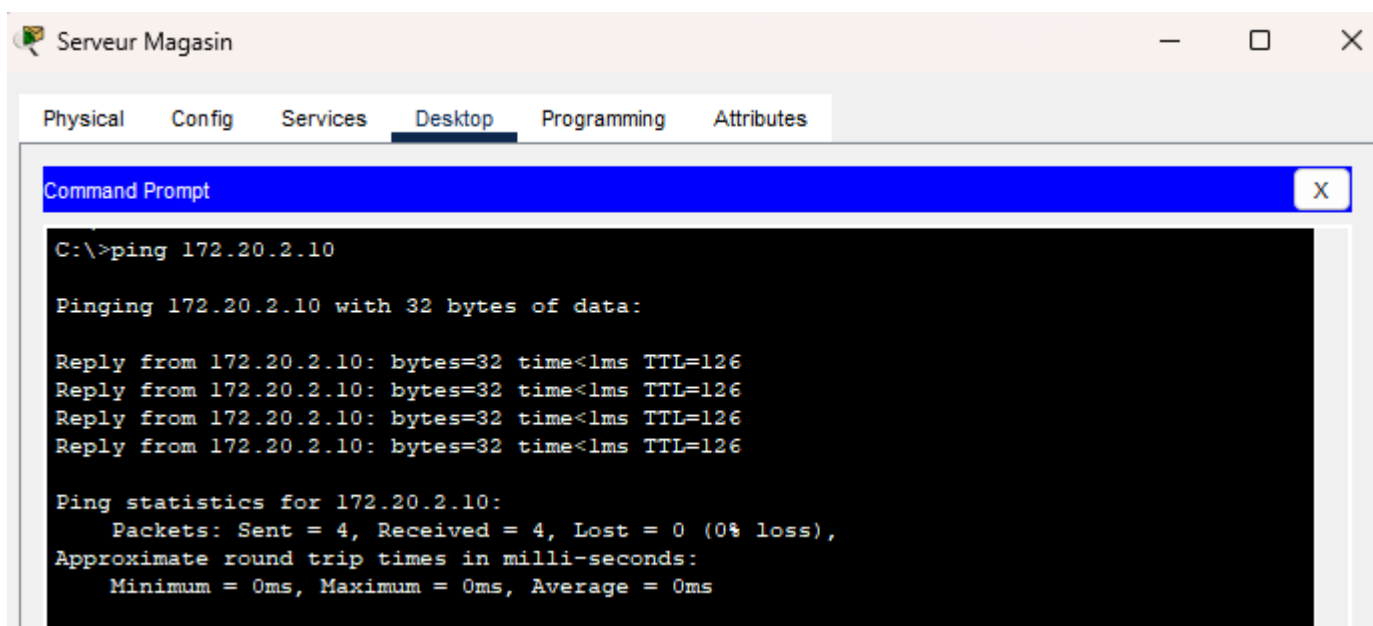 Serveur Magasin
Physical Config Services Desktop Programming Attributes
Command Prompt
X
C:\>ping 172.20.2.10
Pinging 172.20.2.10 with 32 bytes of data:
Reply from 172.20.2.10: bytes=32 time<1ms TTL=126
Reply from 172.20.2.10: bytes=32 time<1ms TTL=126
Reply from 172.20.2.10: bytes=32 time<1ms TTL=126
Reply from 172.20.2.10: bytes=32 time<1ms TTL=126
Ping statistics for 172.20.2.10:
Packets: Sent = 4, Received = 4, Lost = 0 (0% loss),
Approximate round trip times in milli-seconds:
Minimum = 0ms, Maximum = 0ms, Average = 0ms